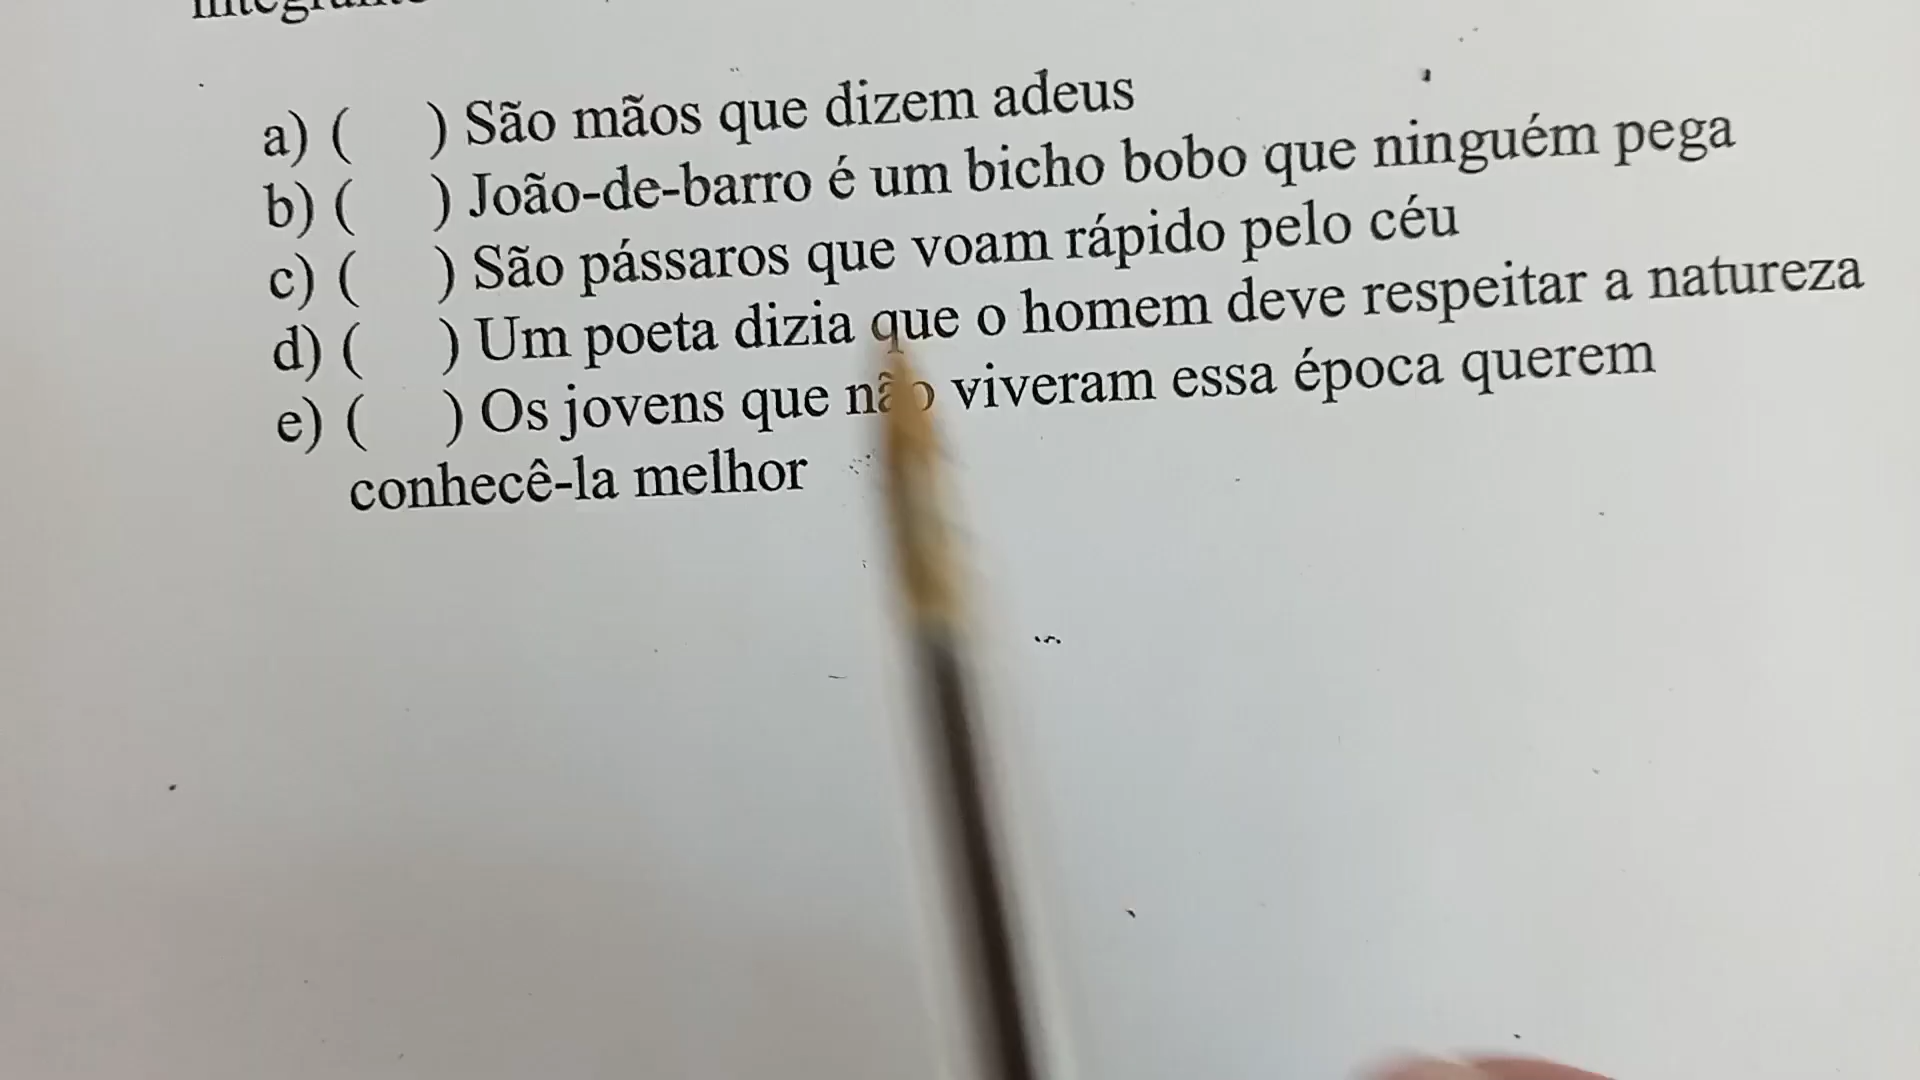 a) ( ) São mãos que dizem adeus
b) ( ) João-de-barro é um bicho bobo que ninguém pega
c) ( ) São pássaros que voam rápido pelo céu
d) ( ) Um poeta dizia que o homem deve respeitar a natureza
e) ( ) Os jovens que não viveram essa época querem
conhecê-la melhor